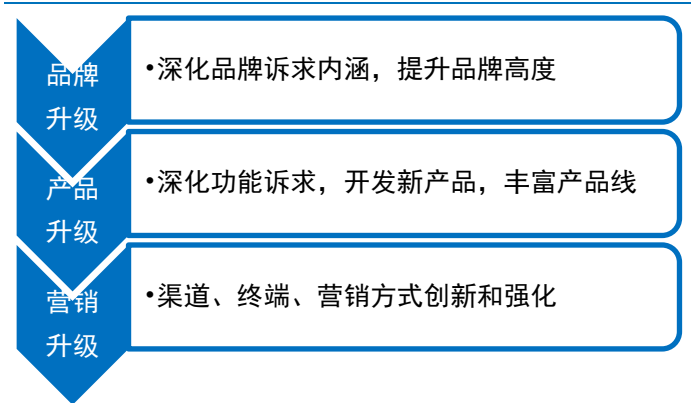 品牌
升级
•深化品牌诉求内涵，提升品牌高度
产品
升级
•深化功能诉求，开发新产品，丰富产品线
营销
升级
•渠道、终端、营销方式创新和强化